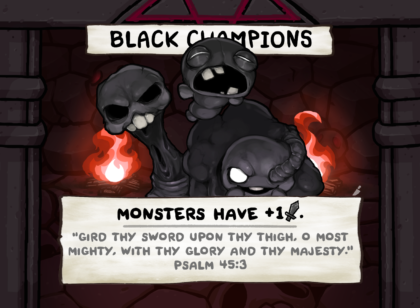 BLACK CHAMPIONS
MONSTERS HAVE +1.
"GIRD THY SWORD UPON THY THIGH, O MOST
MIGHTY, WITH THY GLORY AND THY MAJESTY."
PSALM 45:3